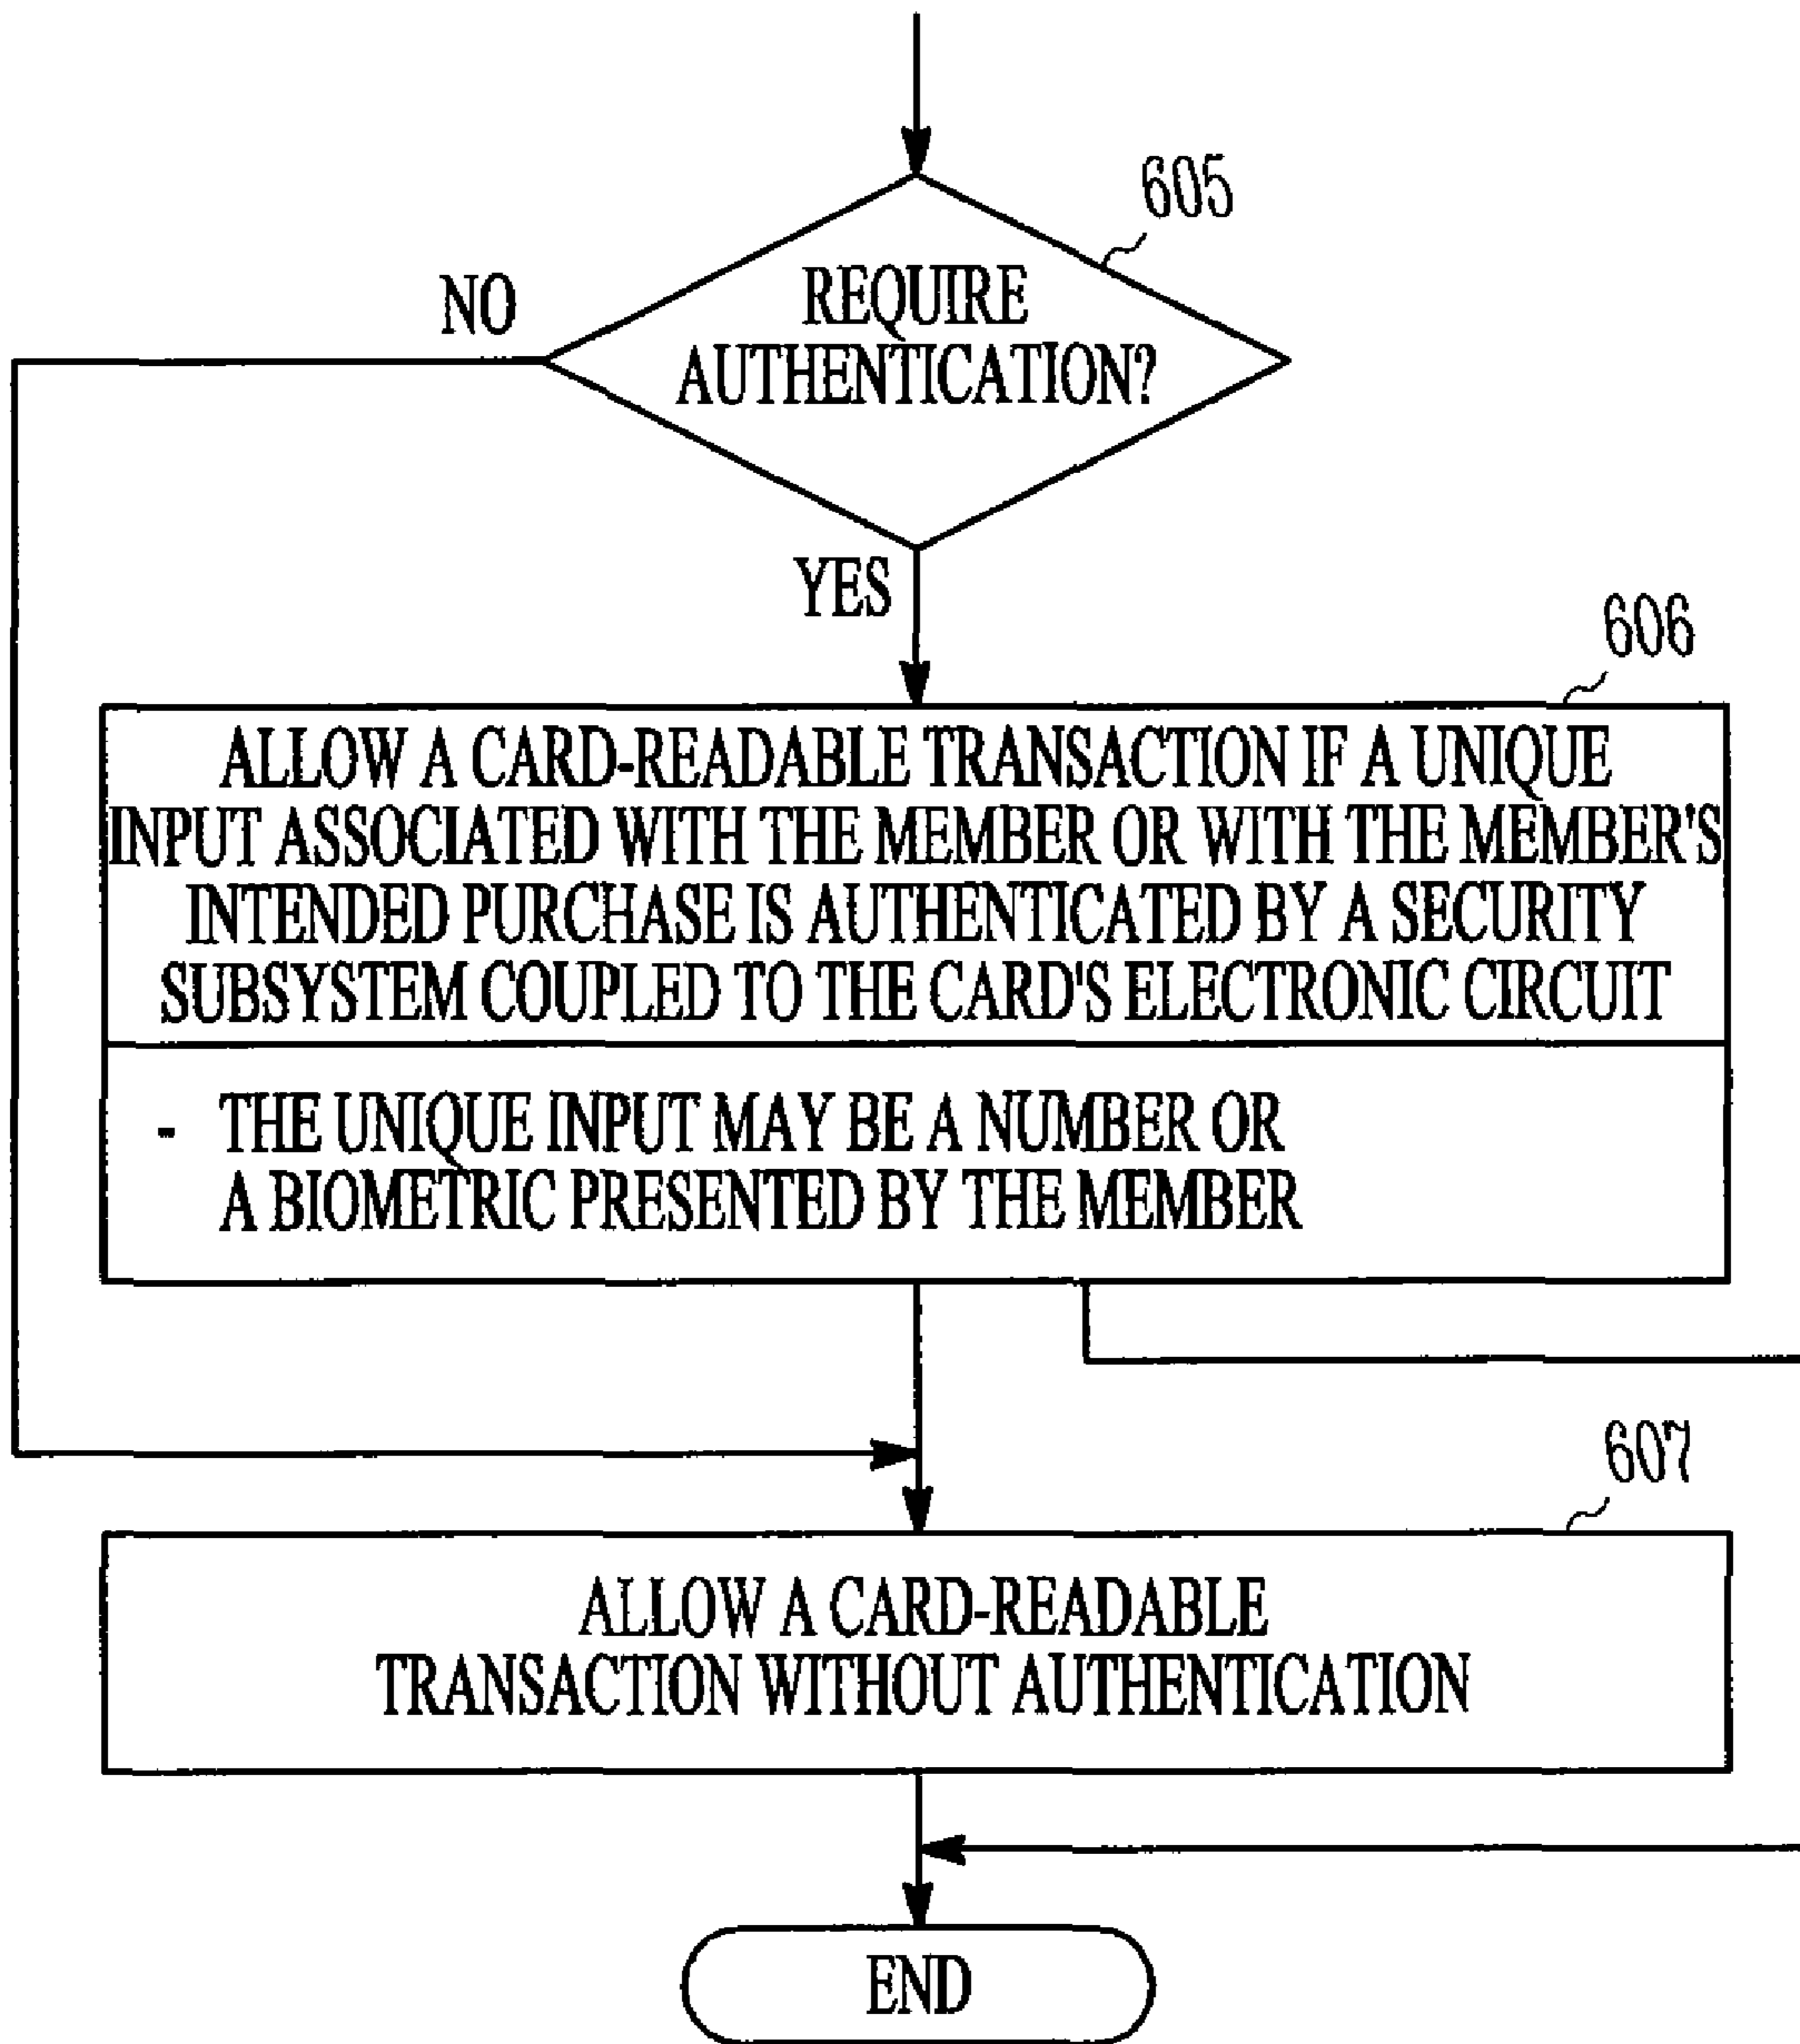 605
REQUIRE
AUTHENTICATION?
NO
YES
606
ALLOW A CARD-READABLE TRANSACTION IF A UNIQUE
INPUT ASSOCIATED WITH THE MEMBER OR WITH THE MEMBER'S
INTENDED PURCHASE IS AUTHENTICATED BY A SECURITY
SUBSYSTEM COUPLED TO THE CARD'S ELECTRONIC CIRCUIT
- THE UNIQUE INPUT MAY BE A NUMBER OR
A BIOMETRIC PRESENTED BY THE MEMBER
607
ALLOW A CARD-READABLE
TRANSACTION WITHOUT AUTHENTICATION
END